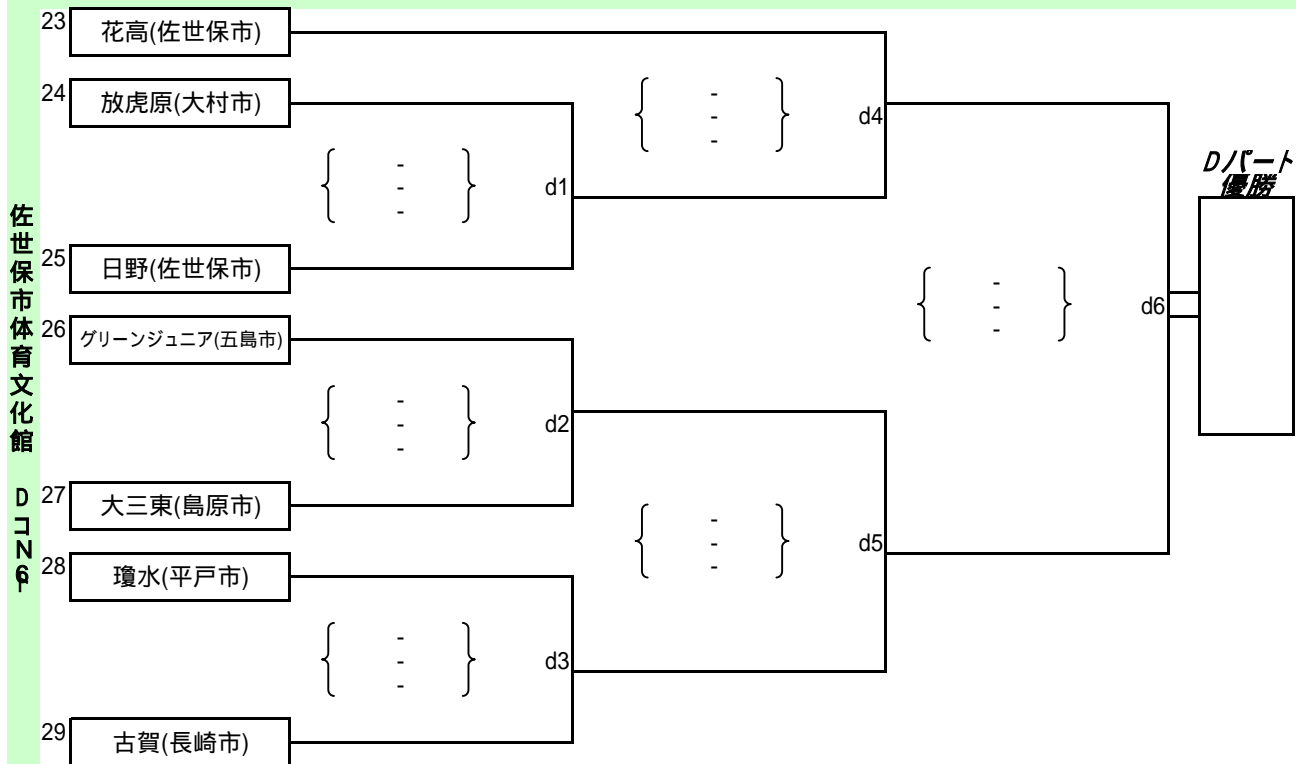 23 花高(佐世保市)
24 放虎原(大村市)
- 
- 
- 
d4
- 
- 
- 
d1
Dパート
優勝
25 日野(佐世保市)
26 グリーンジュニア(五島市)
- 
- 
- 
d6
- 
- 
- 
d2
27 大三東(島原市)
- 
- 
- 
d5
28 瓊水(平戸市)
- 
- 
- 
d3
29 古賀(長崎市)
佐世保市体育文化館